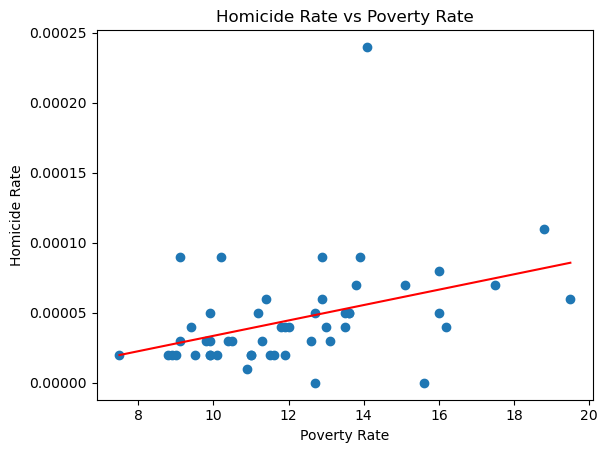 Homicide Rate vs Poverty Rate
0.00025
0.00020
0.00015
0.00010
0.00005
0.00000
Homicide Rate
8 10 12 14 16 18 20
Poverty Rate